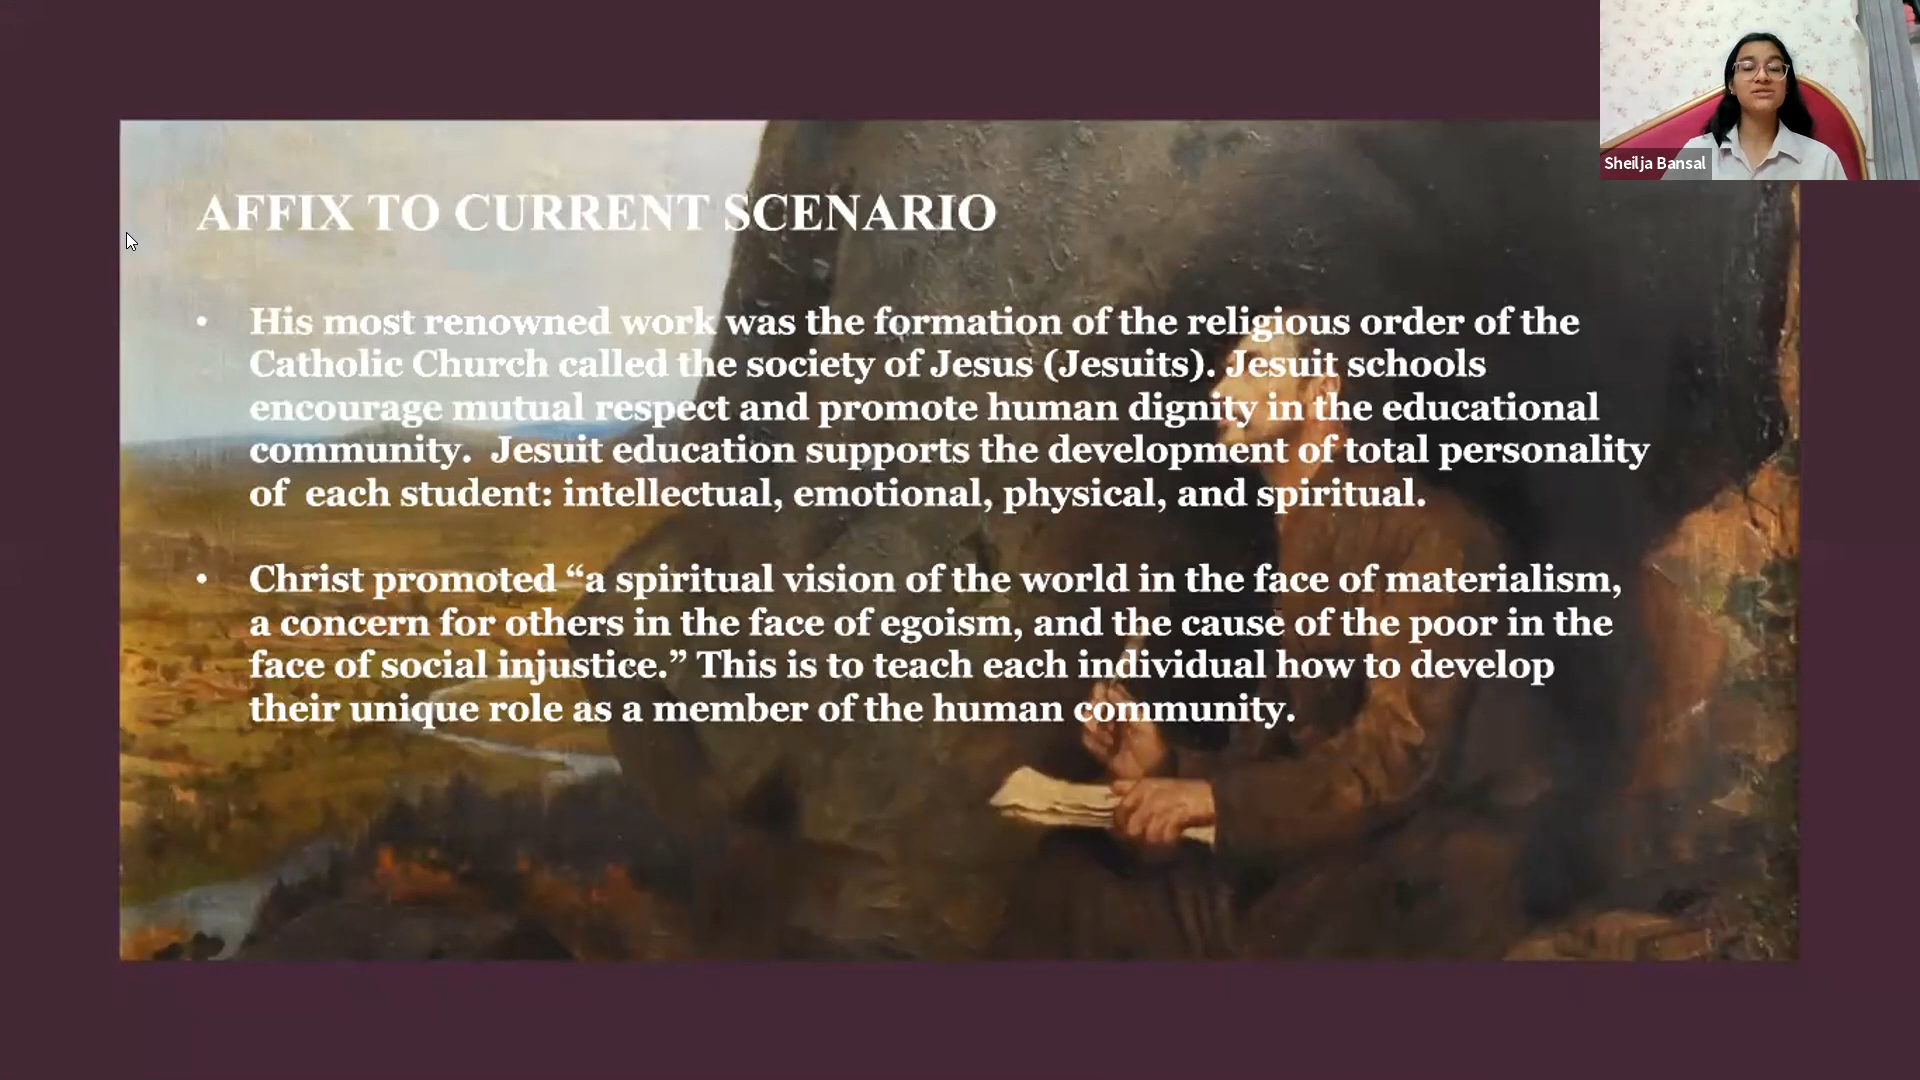 Sheilja Bansal
AFFIX TO CURRENT SCENARIO
• His most renowned work was the formation of the religious order of the
Catholic Church called the society of Jesus (Jesuits). Jesuit schools
encourage mutual respect and promote human dignity in the educational
community.  Jesuit education supports the development of total personality
of  each student: intellectual, emotional, physical, and spiritual.
• Christ promoted “a spiritual vision of the world in the face of materialism,
a concern for others in the face of egoism, and the cause of the poor in the
face of social injustice.” This is to teach each individual how to develop
their unique role as a member of the human community.